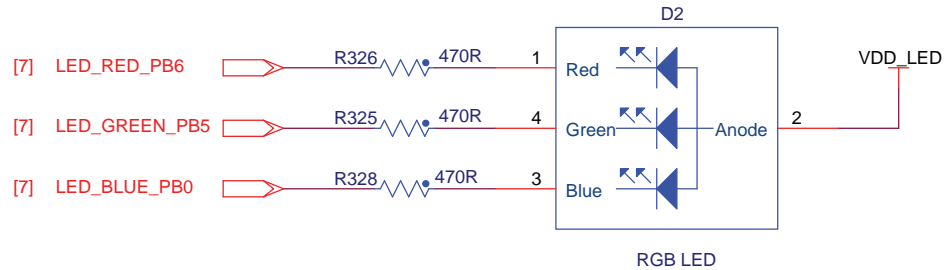 D2
[7] LED_RED_PB6 R326 470R 1 Red VDD_LED
[7] LED_GREEN_PB5 R325 470R 4 Green Anode 2
[7] LED_BLUE_PB0 R328 470R 3 Blue
RGB LED